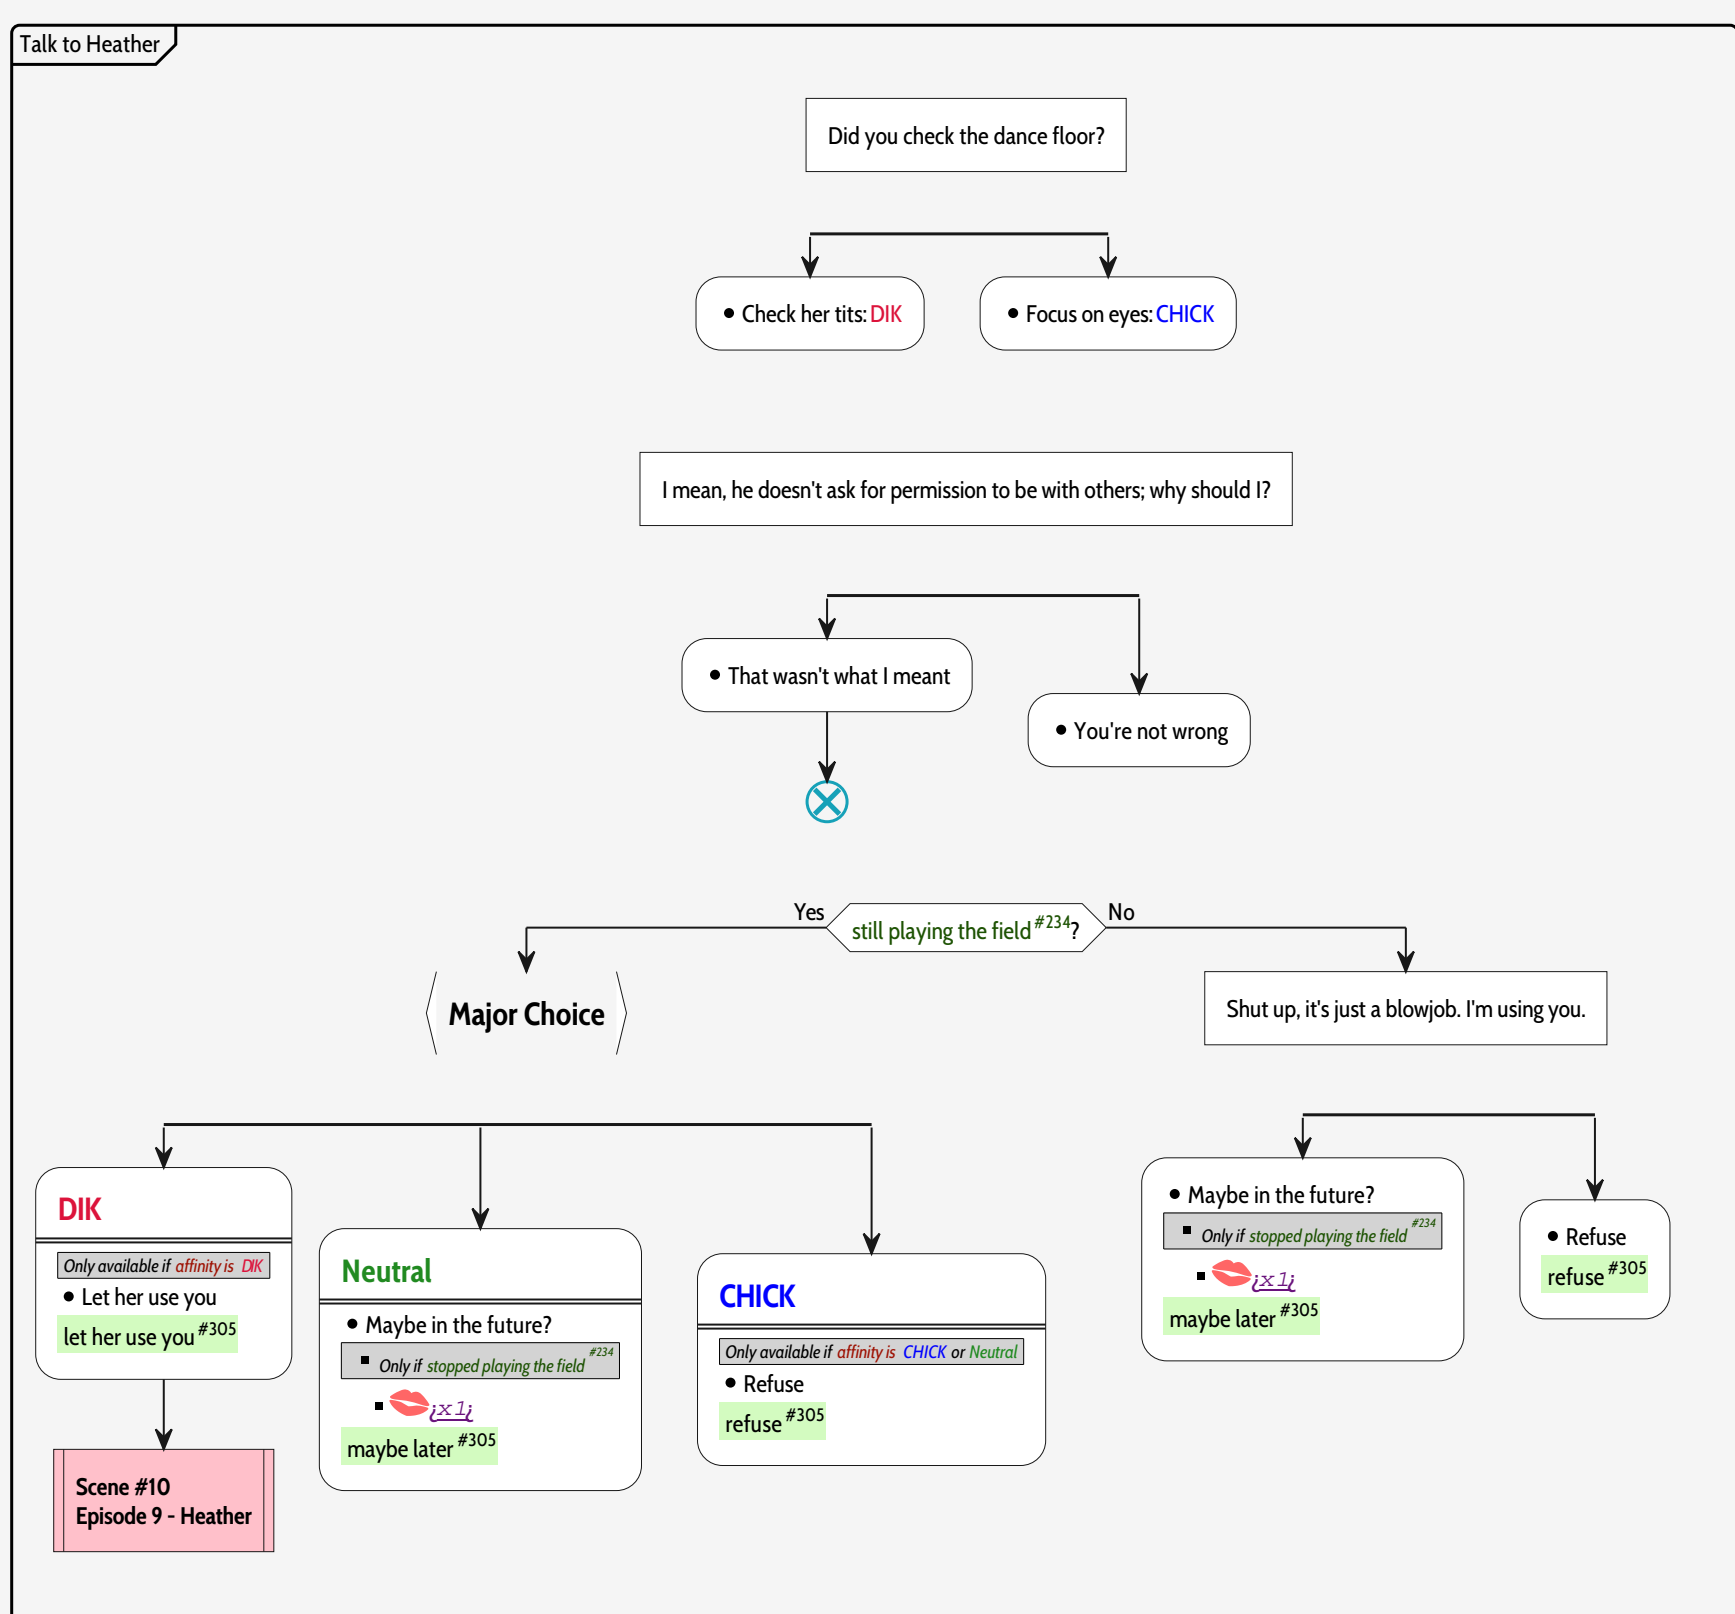 Talk to Heather
Did you check the dance floor?
• Check her tits: DIK
• Focus on eyes: CHICK
I mean, he doesn't ask for permission to be with others; why should I?
• That wasn't what I meant
• You're not wrong
Yes
still playing the field #234?
No
Major Choice
Shut up, it's just a blowjob. I'm using you.
DIK
Only available if affinity is DIK
• Let her use you
let her use you #305
Scene #10
Episode 9 - Heather
Neutral
• Maybe in the future?
▪ Only if stopped playing the field #234
▪ ¿x1¿
maybe later #305
CHICK
Only available if affinity is CHICK or Neutral
• Refuse
refuse #305
• Maybe in the future?
▪ Only if stopped playing the field #234
▪ ¿x1¿
maybe later #305
• Refuse
refuse #305